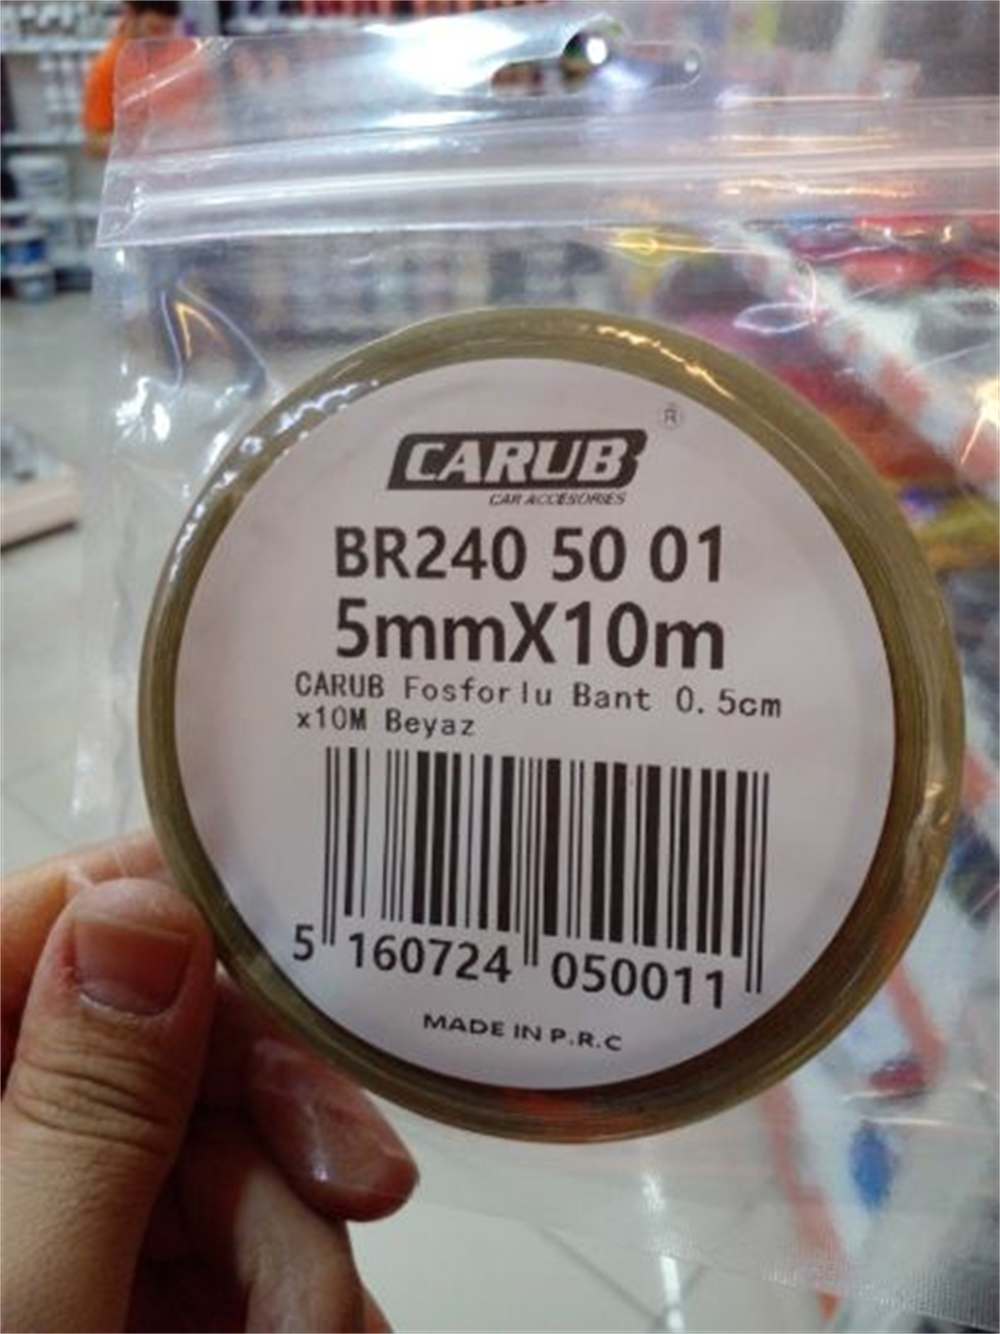 ®
CARUB
CAR ACCESORIES
BR240 50 01
5mmX10m
CARUB Fosforlu Bant 0.5cm
x10M Beyaz
5 160724 050011
MADE IN P.R.C